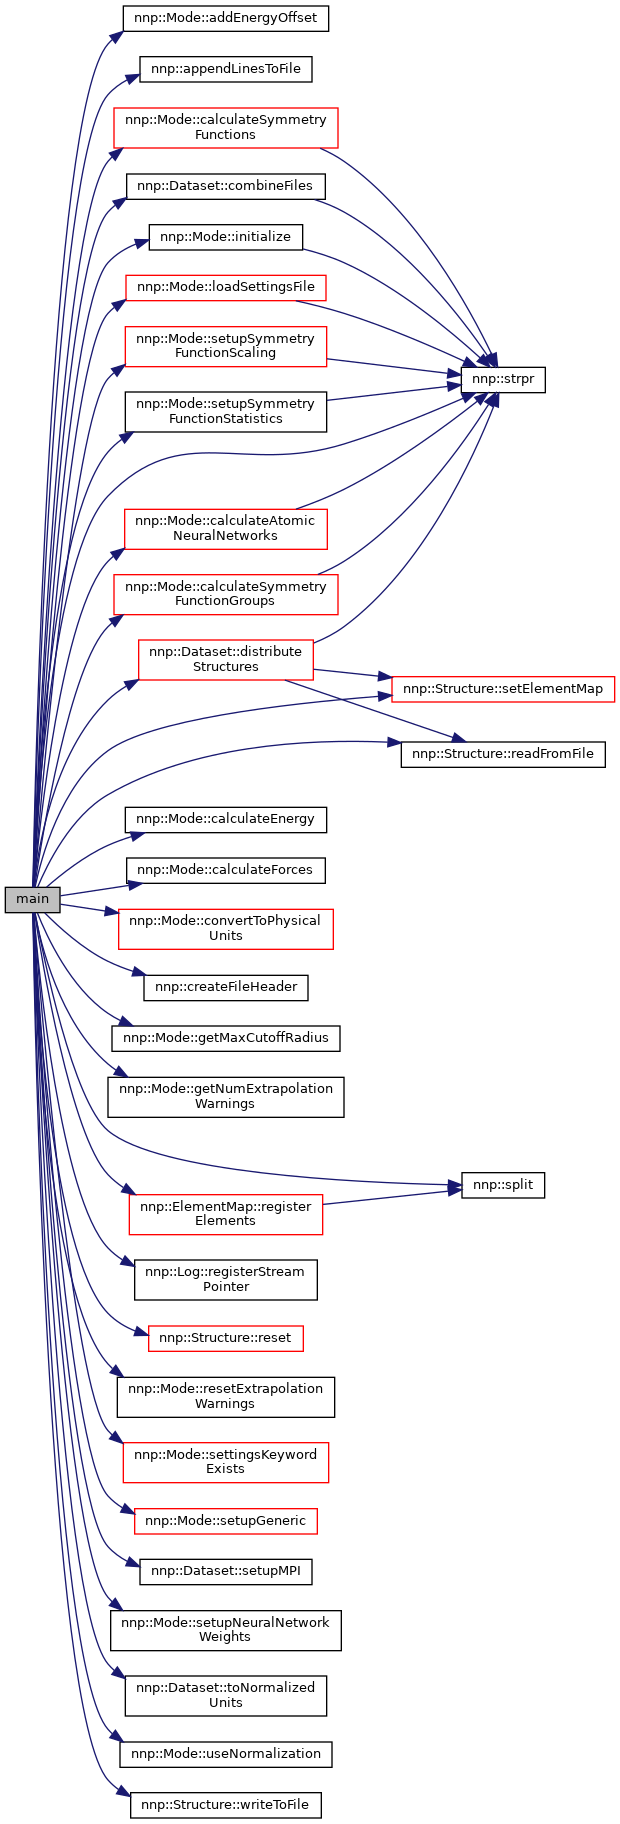 nnp::Mode::addEnergyOffset
nnp::appendLinesToFile
nnp::Mode::calculateSymmetry
Functions
nnp::Dataset::combineFiles
nnp::Mode::initialize
nnp::Mode::loadSettingsFile
nnp::Mode::setupSymmetry
FunctionScaling
nnp::strpr
nnp::Mode::setupSymmetry
FunctionStatistics
nnp::Mode::calculateAtomic
NeuralNetworks
nnp::Mode::calculateSymmetry
FunctionGroups
nnp::Dataset::distribute
Structures
nnp::Structure::setElementMap
nnp::Structure::readFromFile
nnp::Mode::calculateEnergy
nnp::Mode::calculateForces
main
nnp::Mode::convertToPhysical
Units
nnp::createFileHeader
nnp::Mode::getMaxCutoffRadius
nnp::Mode::getNumExtrapolation
Warnings
nnp::split
nnp::ElementMap::register
Elements
nnp::Log::registerStream
Pointer
nnp::Structure::reset
nnp::Mode::resetExtrapolation
Warnings
nnp::Mode::settingsKeyword
Exists
nnp::Mode::setupGeneric
nnp::Dataset::setupMPI
nnp::Mode::setupNeuralNetwork
Weights
nnp::Dataset::toNormalized
Units
nnp::Mode::useNormalization
nnp::Structure::writeToFile